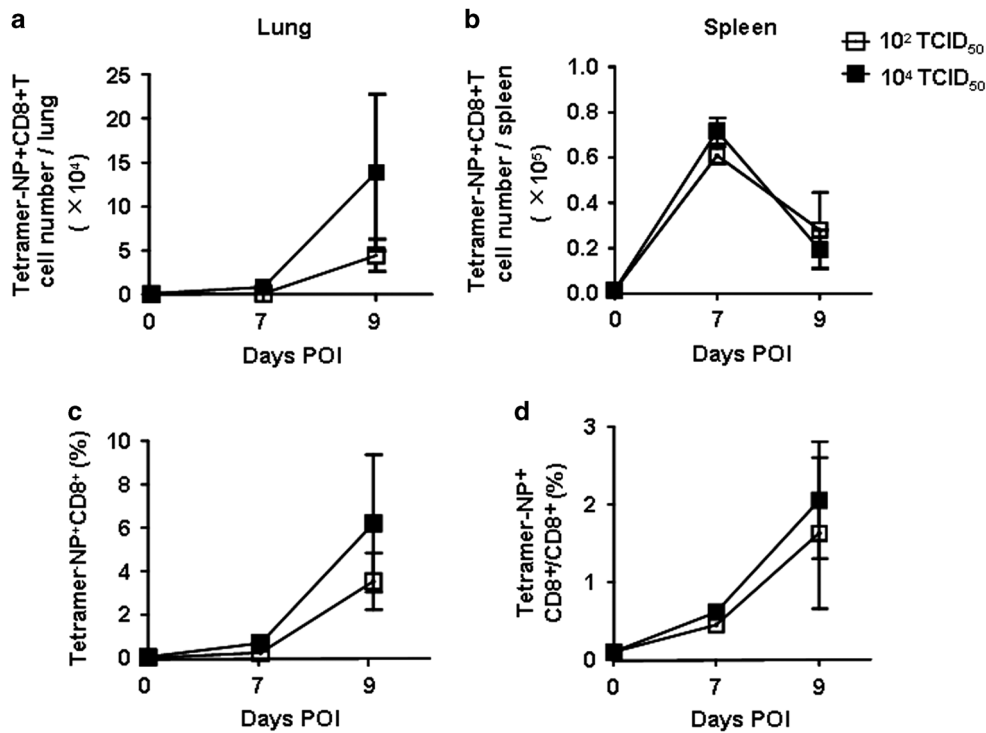 a
Lung
Tetramer-NP+CD8+T
cell number / lung
( ×10⁴)
25
20
15
10
5
0
0 7 9
Days POI
b
Spleen
Tetramer-NP+CD8+T
cell number / spleen
( ×10⁵)
1.0
0.8
0.6
0.4
0.2
0.0
0 7 9
Days POI
10² TCID₅₀
10⁴ TCID₅₀
c
Tetramer-NP⁺CD8⁺ (%)
10
8
6
4
2
0
0 7 9
Days POI
d
Tetramer-NP⁺
CD8⁺/CD8⁺ (%)
3
2
1
0
0 7 9
Days POI